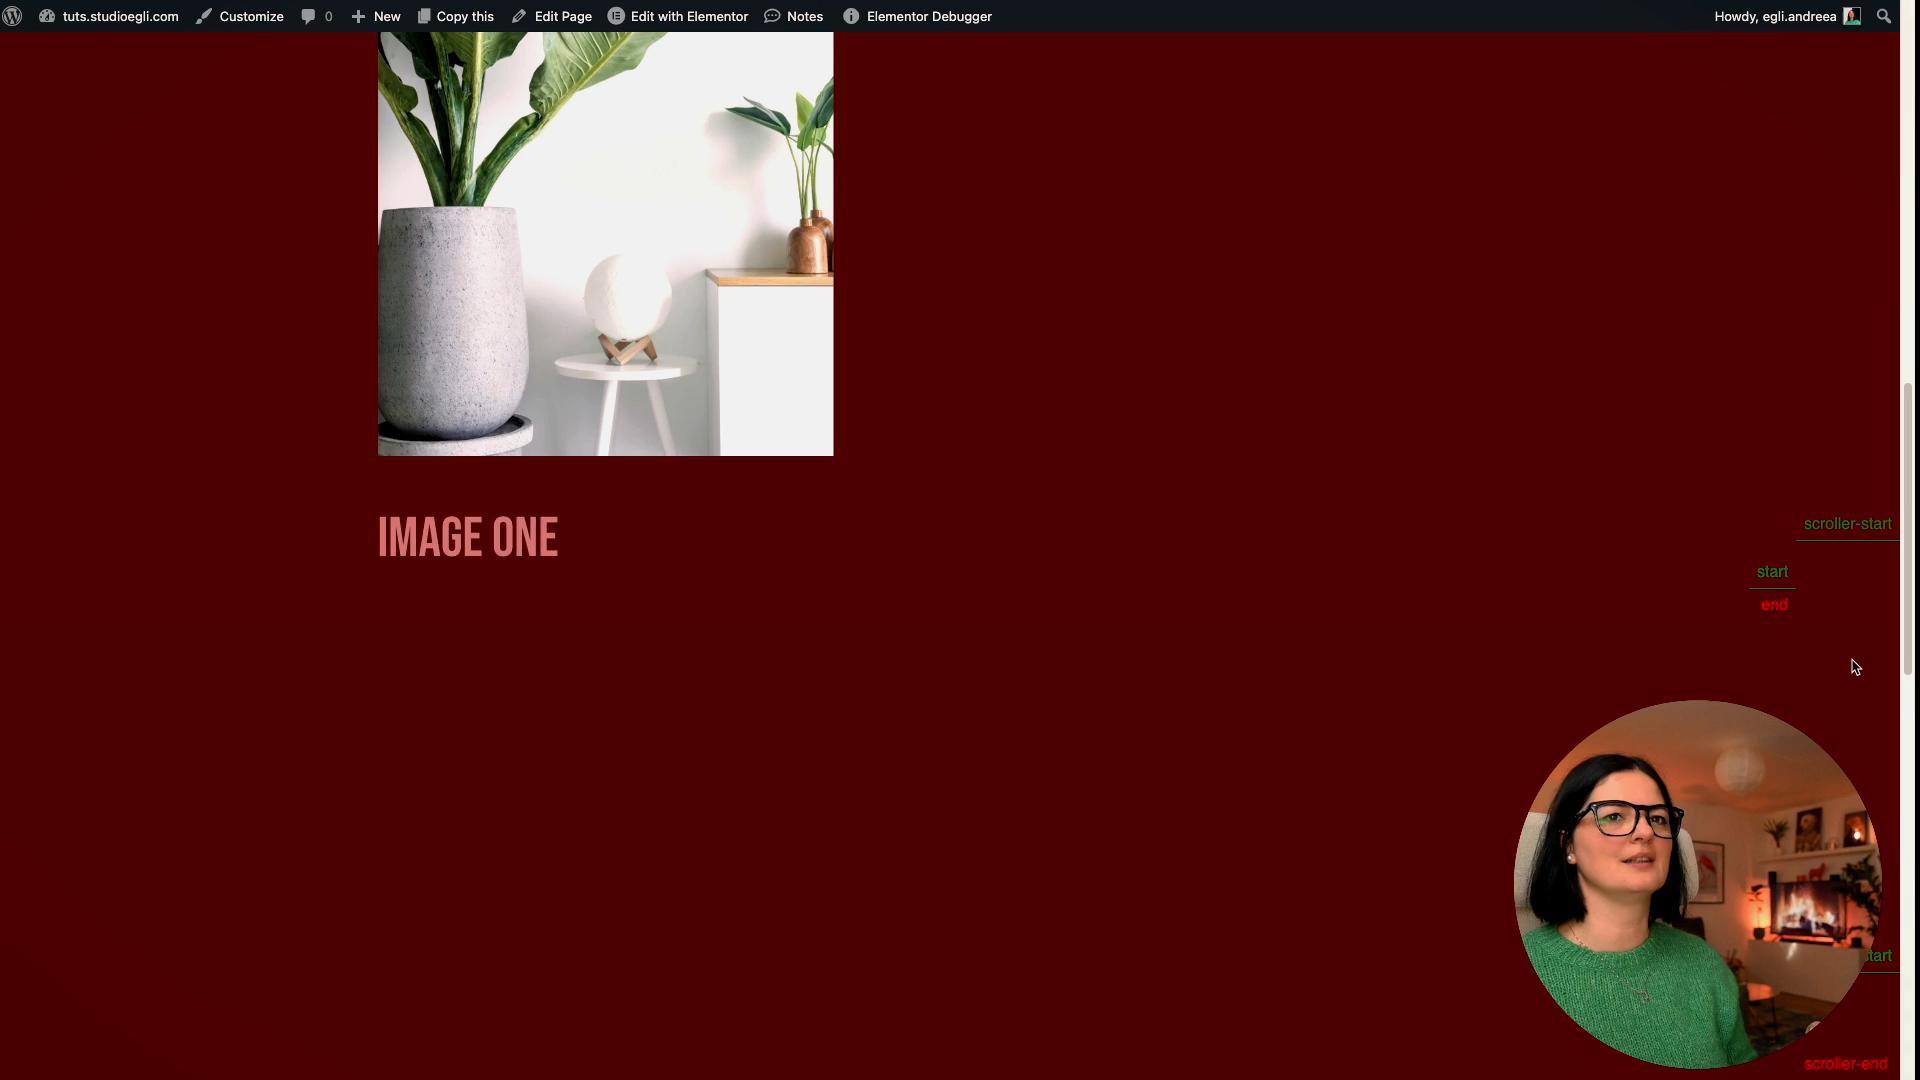 tuts.studioegli.com Customize 0 New Copy this Edit Page Edit with Elementor Notes Elementor Debugger Howdy, egli.andreea
IMAGE ONE
scroller-start
start
end
start
scroller-end